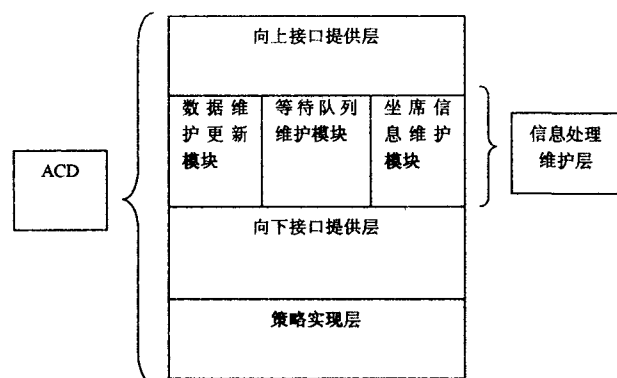 向上接口提供层
数据维
护更新
模块
等待队列
维护模块
坐席信
息维护
模块
信息处理
维护层
ACD
向下接口提供层
策略实现层